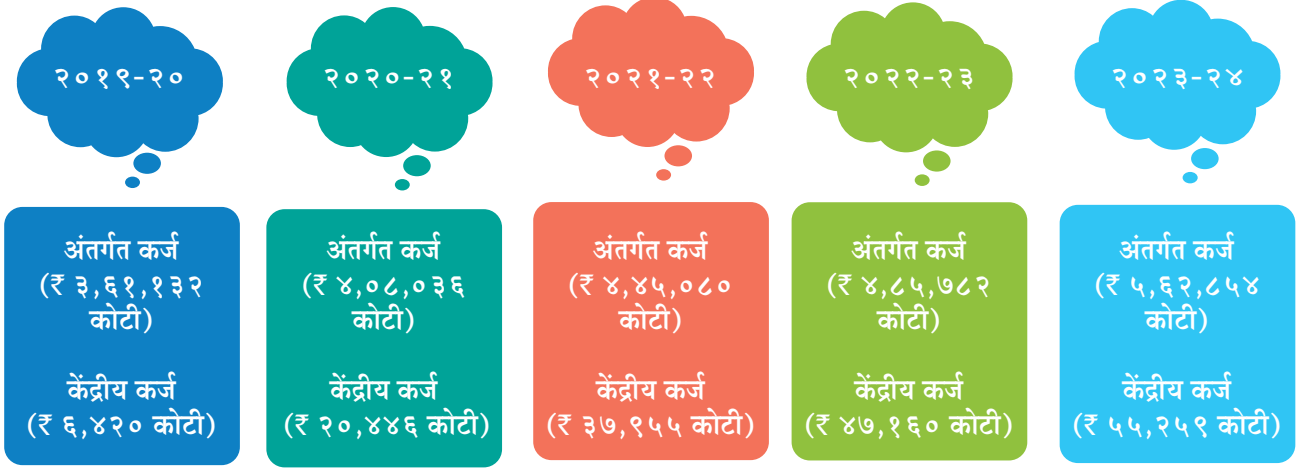 २०१९-२०
अंतर्गत कर्ज
(₹ ३,६१,१३२
कोटी)
केंद्रीय कर्ज
(₹ ६,४२० कोटी)
२०२०-२१
अंतर्गत कर्ज
(₹ ४,०८,०३६
कोटी)
केंद्रीय कर्ज
(₹ २०,४४६ कोटी)
२०२१-२२
अंतर्गत कर्ज
(₹ ४,४५,०८०
कोटी)
केंद्रीय कर्ज
(₹ ३७,९५५ कोटी)
२०२२-२३
अंतर्गत कर्ज
(₹ ४,८५,७८२
कोटी)
केंद्रीय कर्ज
(₹ ४७,१६० कोटी)
२०२३-२४
अंतर्गत कर्ज
(₹ ५,६२,८५४
कोटी)
केंद्रीय कर्ज
(₹ ५५,२५९ कोटी)